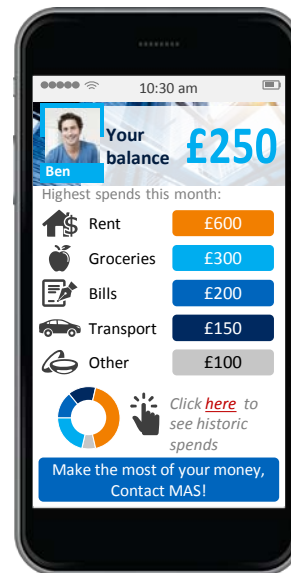 10:30 am
Your
balance
£250
Ben
Highest spends this month:
Rent £600
Groceries £300
Bills £200
Transport £150
Other £100
Click here to
see historic
spends
Make the most of your money,
Contact MAS!